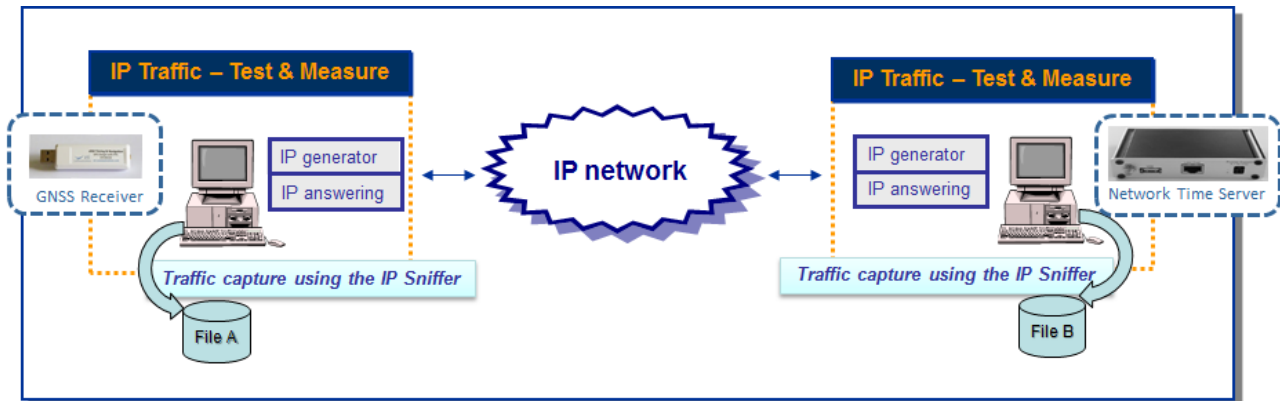 IP Traffic – Test & Measure
GNSS Receiver
IP generator
IP answering
Traffic capture using the IP Sniffer
File A
IP network
IP Traffic – Test & Measure
IP generator
IP answering
Network Time Server
Traffic capture using the IP Sniffer
File B